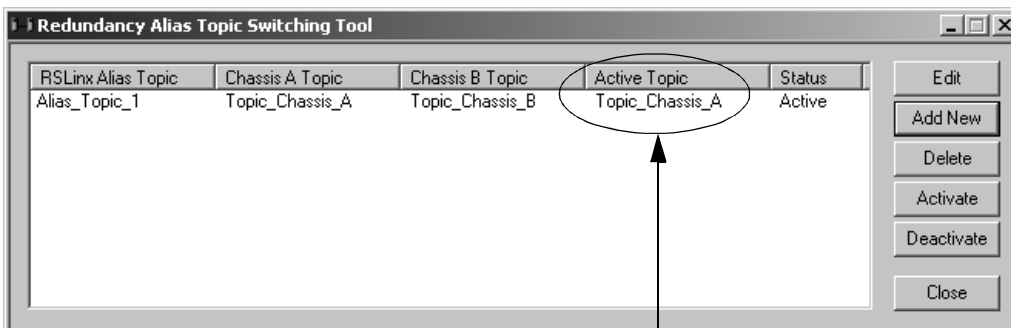 Redundancy Alias Topic Switching Tool
RSLinx Alias Topic Chassis A Topic Chassis B Topic Active Topic Status
Alias_Topic_1 Topic_Chassis_A Topic_Chassis_B Topic_Chassis_A Active
Edit
Add New
Delete
Activate
Deactivate
Close